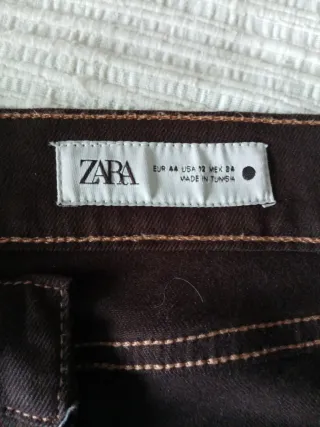 ZARA
EUR 44 USA 12 MEX 34
MADE IN TUNISIA